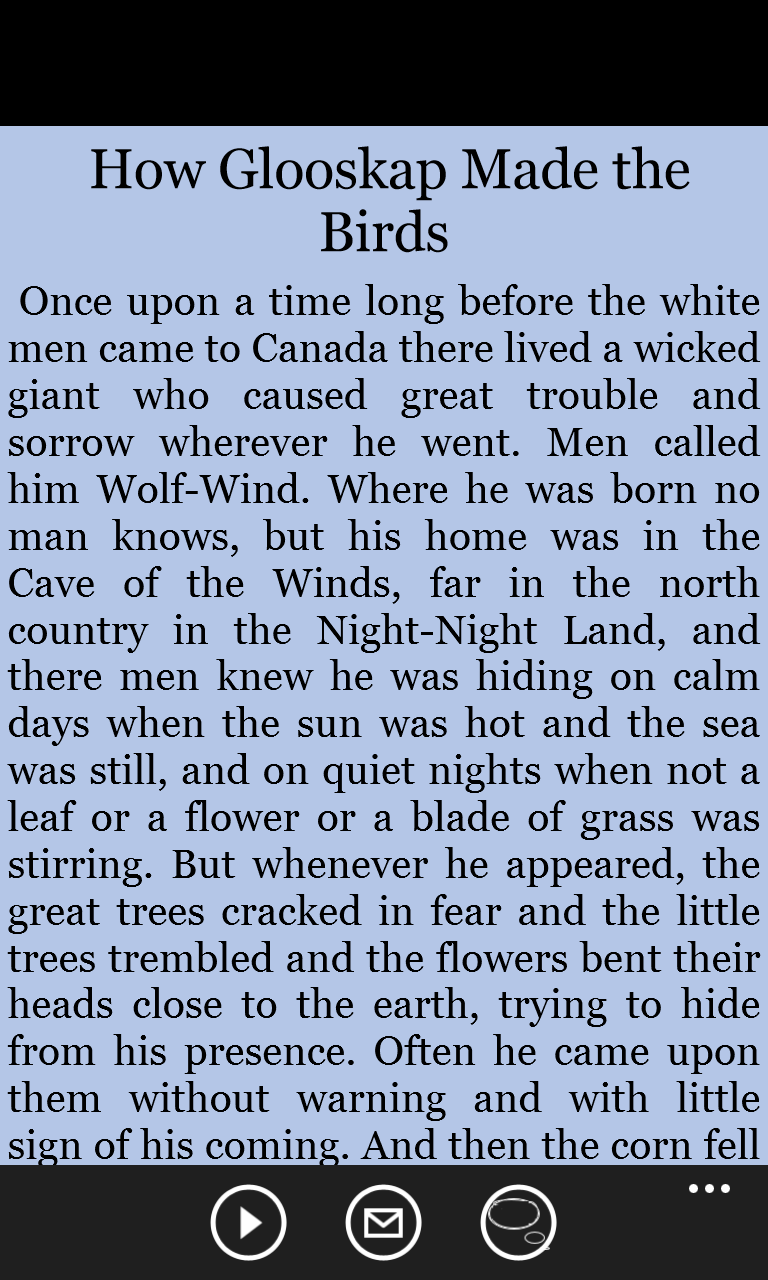 How Glooskap Made the
Birds
Once upon a time long before the white
men came to Canada there lived a wicked
giant who caused great trouble and
sorrow wherever he went. Men called
him Wolf-Wind. Where he was born no
man knows, but his home was in the
Cave of the Winds, far in the north
country in the Night-Night Land, and
there men knew he was hiding on calm
days when the sun was hot and the sea
was still, and on quiet nights when not a
leaf or a flower or a blade of grass was
stirring. But whenever he appeared, the
great trees cracked in fear and the little
trees trembled and the flowers bent their
heads close to the earth, trying to hide
from his presence. Often he came upon
them without warning and with little
sign of his coming. And then the corn fell